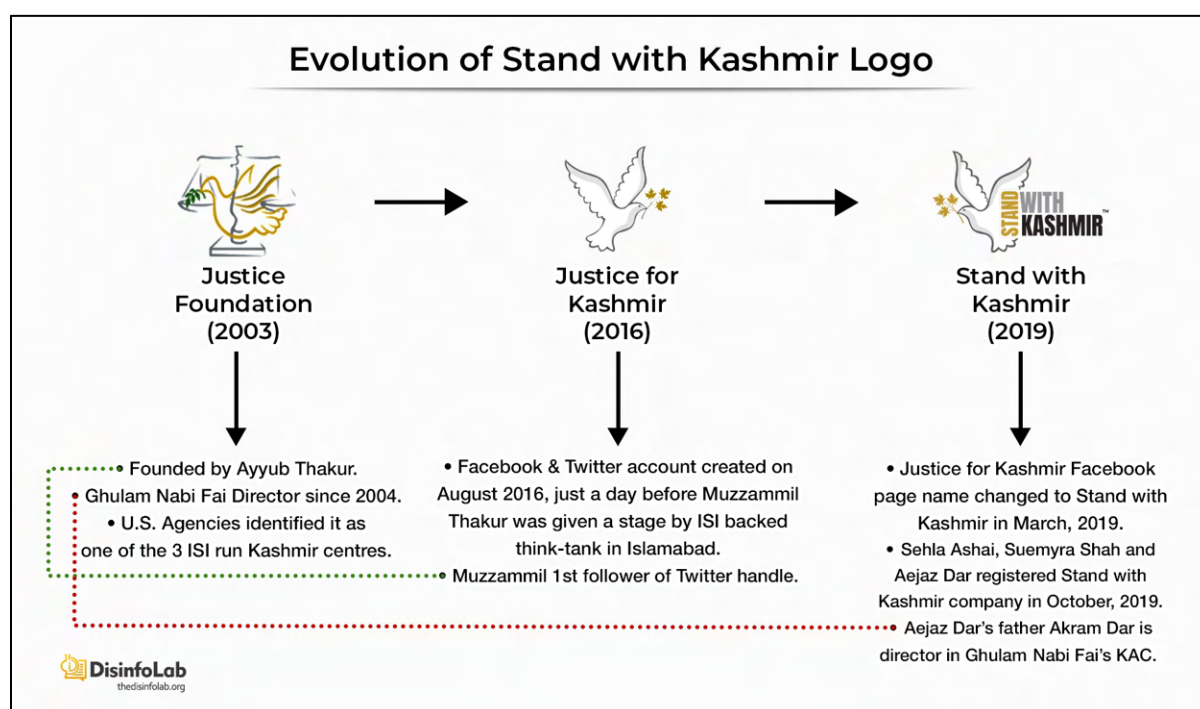 Evolution of Stand with Kashmir Logo
Justice
Foundation
(2003)
Justice for
Kashmir
(2016)
STAND WITH
KASHMIR™
Stand with
Kashmir
(2019)
• Founded by Ayyub Thakur.
• Ghulam Nabi Fai Director since 2004.
• U.S. Agencies identified it as
one of the 3 ISI run Kashmir centres.
• Facebook & Twitter account created on
August 2016, just a day before Muzzammil
Thakur was given a stage by ISI backed
think-tank in Islamabad.
• Muzzammil 1st follower of Twitter handle.
• Justice for Kashmir Facebook
page name changed to Stand with
Kashmir in March, 2019.
• Sehla Ashai, Suemyra Shah and
Aejaz Dar registered Stand with
Kashmir company in October, 2019.
• Aejaz Dar's father Akram Dar is
director in Ghulam Nabi Fai's KAC.
DisinfoLab
thedisinfolab.org